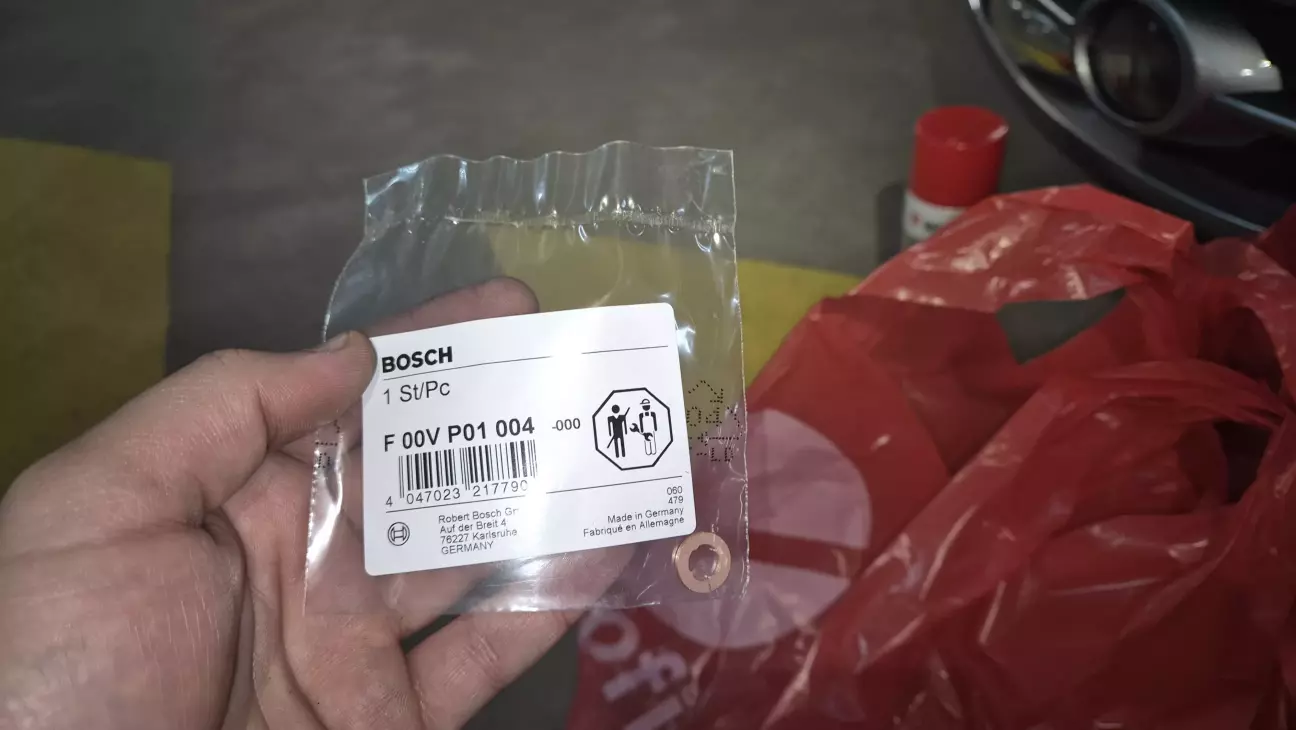 BOSCH
1 St/Pc
F 00V P01 004 -000
4 047023 217790
Robert Bosch
Auf der Breit 4
76227 Karlsruhe
GERMANY
060
479
Made in Germany
Fabriqué en Allemagne